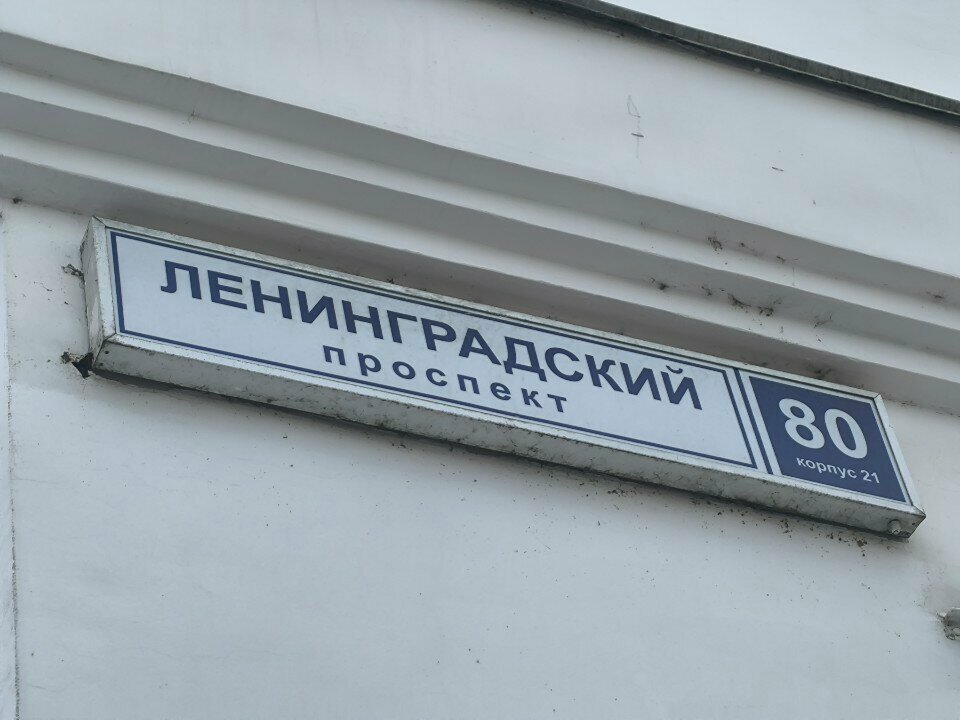 ЛЕНИНГРАДСКИЙ
проспект
80
корпус 21